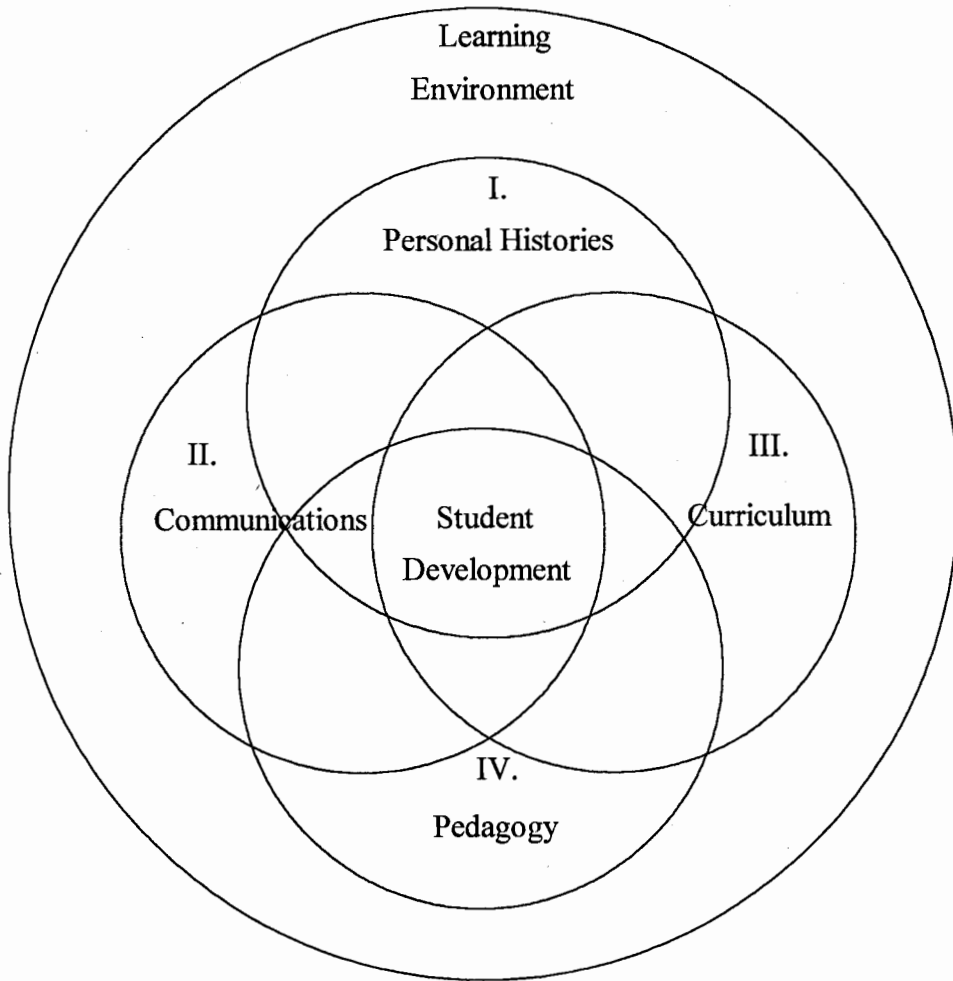 Learning
Environment
I.
Personal Histories
II.
Communications
III.
Curriculum
Student
Development
IV.
Pedagogy